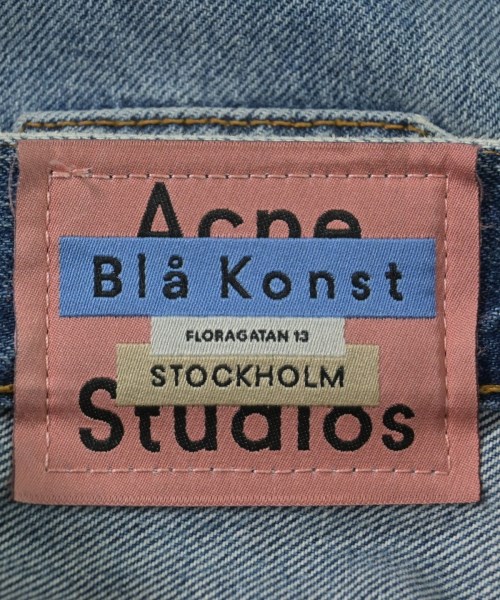 Acne
Blå Konst
FLORAGATAN 13
STOCKHOLM
Studios